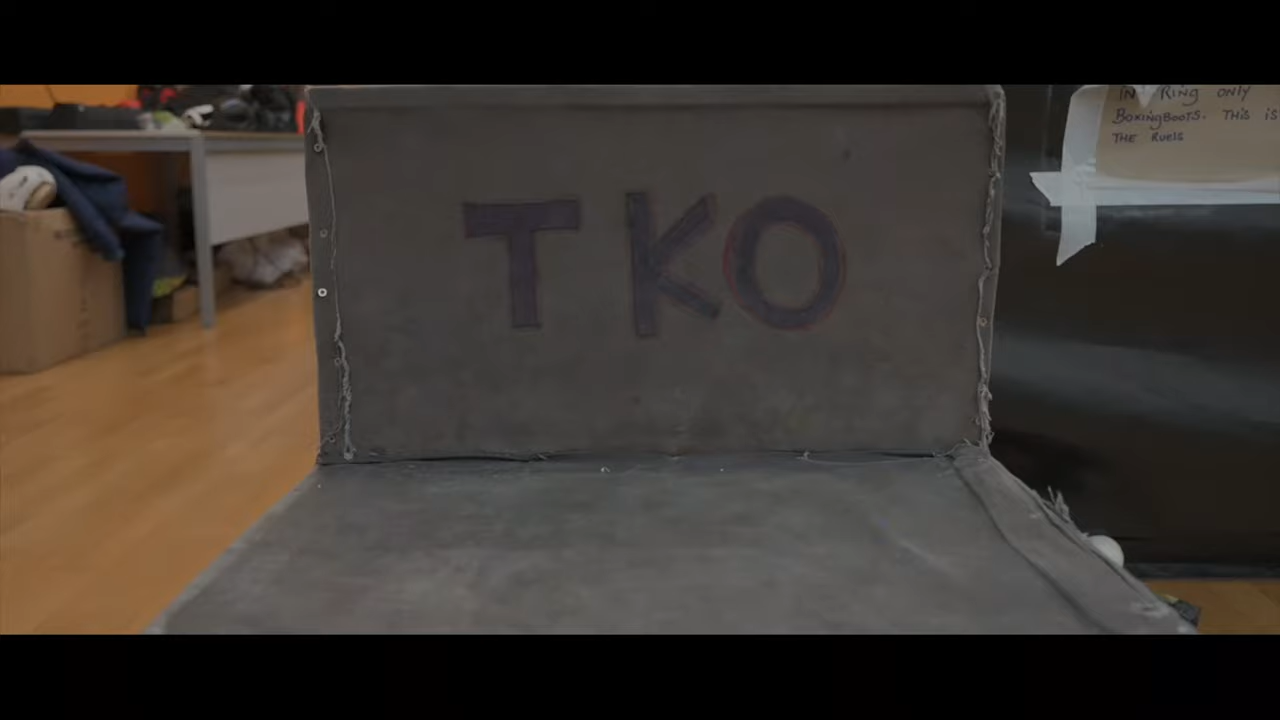 TKO
IN RING ONLY
BOXINGBOOTS. THIS IS
THE RUELS